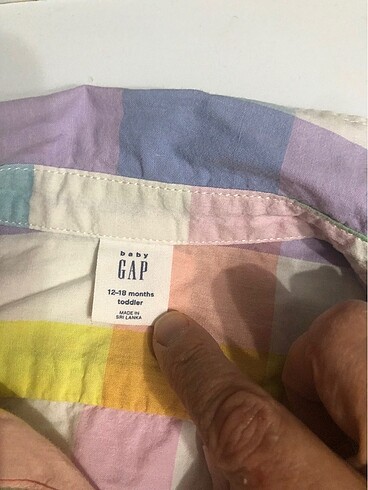 baby
GAP
12-18 months
toddler
MADE IN
SRI LANKA